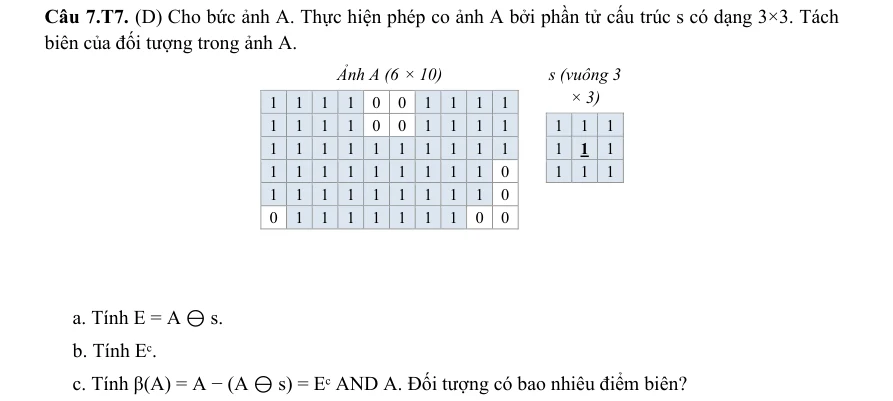 Câu 7.T7. (D) Cho bức ảnh A. Thực hiện phép co ảnh A bởi phần tử cấu trúc s có dạng 3×3. Tách
biên của đối tượng trong ảnh A.
Ảnh A (6 × 10)
s (vuông 3
× 3)
1 1 1 1 0 0 1 1 1 1
1 1 1 1 0 0 1 1 1 1
1 1 1 1 1 1 1 1 1 1
1 1 1 1 1 1 1 1 1 0
1 1 1 1 1 1 1 1 1 0
0 1 1 1 1 1 1 1 0 0
1 1 1
1 1 1
1 1 1
a. Tính E = A ⊖ s.
b. Tính Eᶜ.
c. Tính β(A) = A − (A ⊖ s) = Eᶜ AND A. Đối tượng có bao nhiêu điểm biên?